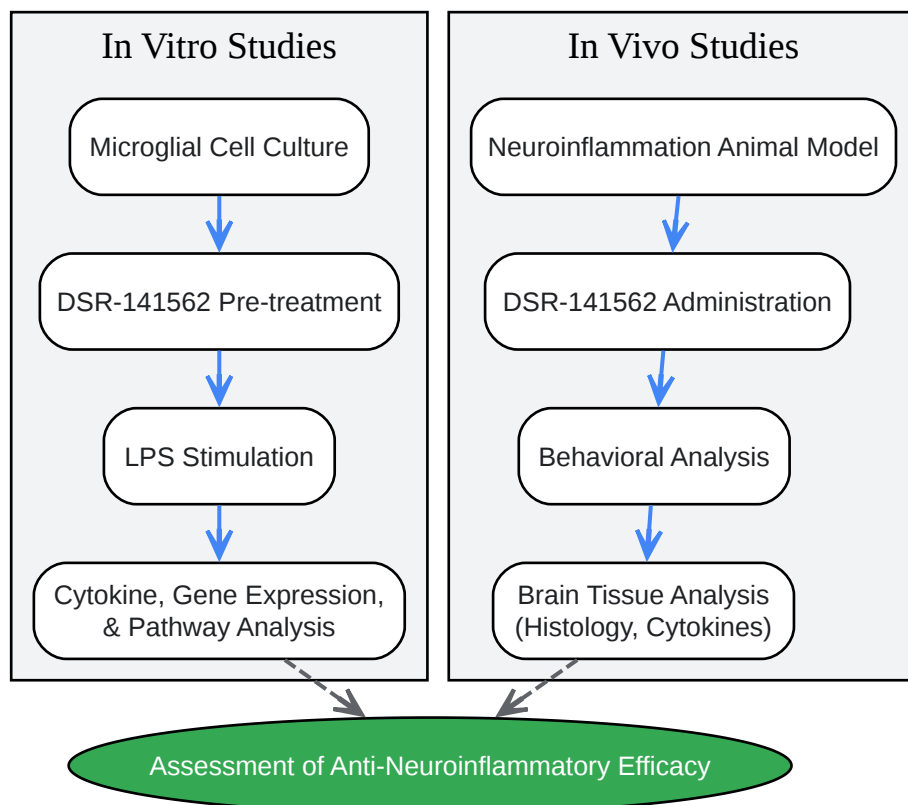 In Vitro Studies
Microglial Cell Culture
DSR-141562 Pre-treatment
LPS Stimulation
Cytokine, Gene Expression,
& Pathway Analysis
In Vivo Studies
Neuroinflammation Animal Model
DSR-141562 Administration
Behavioral Analysis
Brain Tissue Analysis
(Histology, Cytokines)
Assessment of Anti-Neuroinflammatory Efficacy